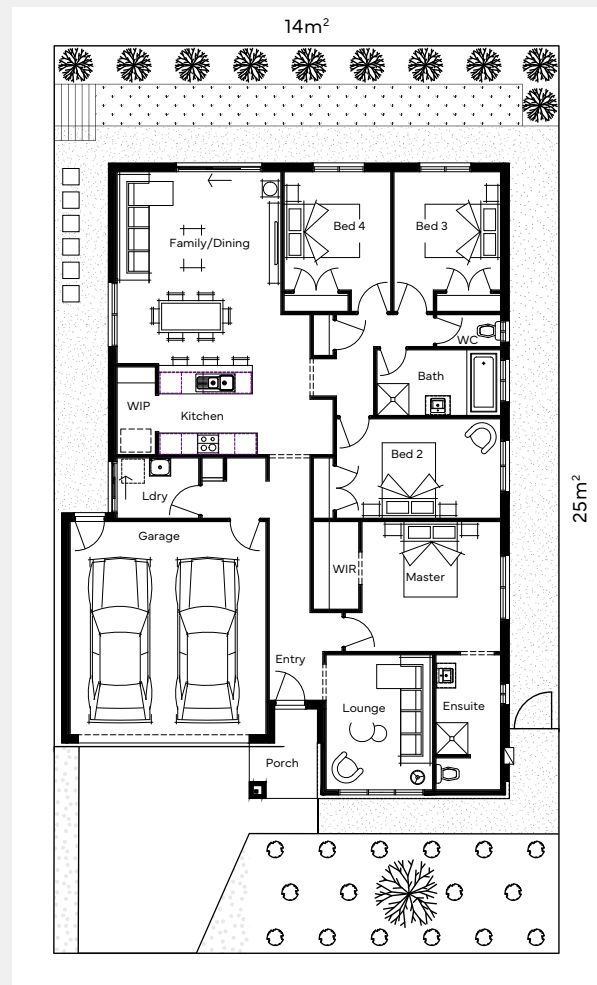 14m²
Bed 4
Bed 3
Family/Dining
WC
Bath
WIP
Kitchen
Bed 2
Ldry
25m²
Garage
WIR
Master
Entry
Lounge
Ensuite
Porch